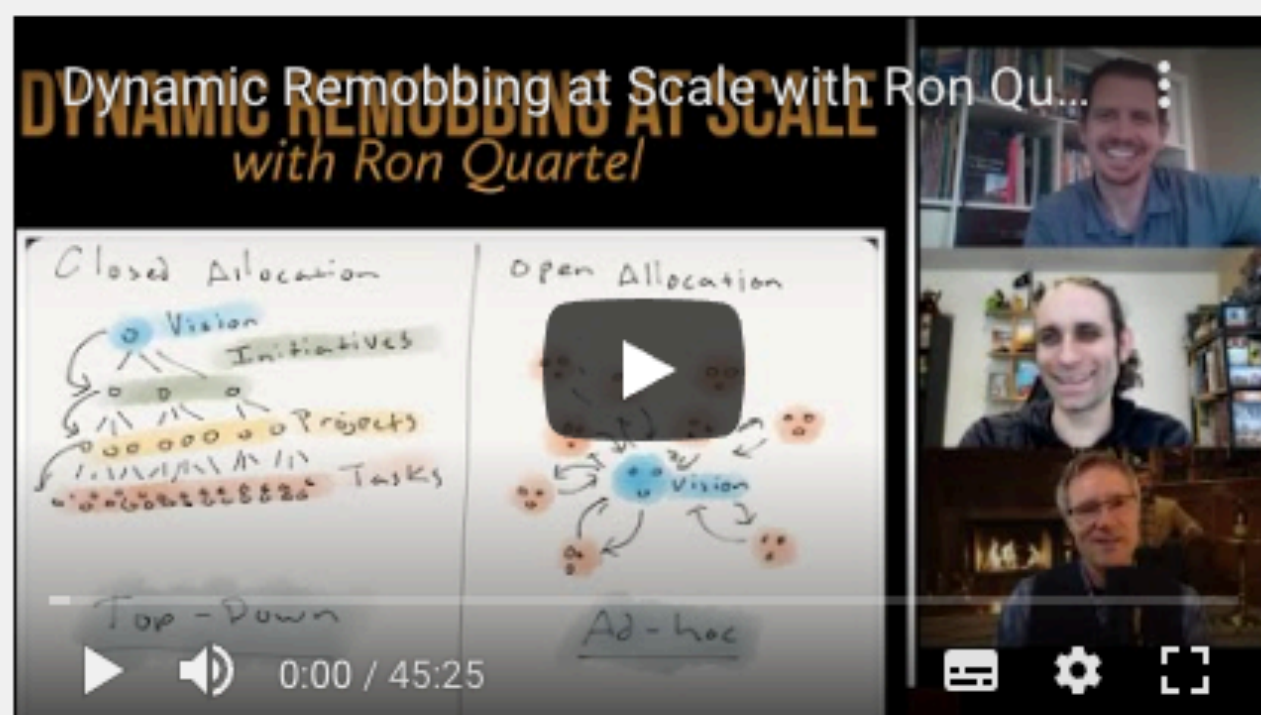 Dynamic Remobbing at Scale with Ron Qu...
DYNAMIC REMOBBING AT SCALE
with Ron Quartel
Closed Allocation
Vision
Initiatives
Projects
Tasks
Top-Down
Open Allocation
Vision
Ad-hoc
0:00 / 45:25